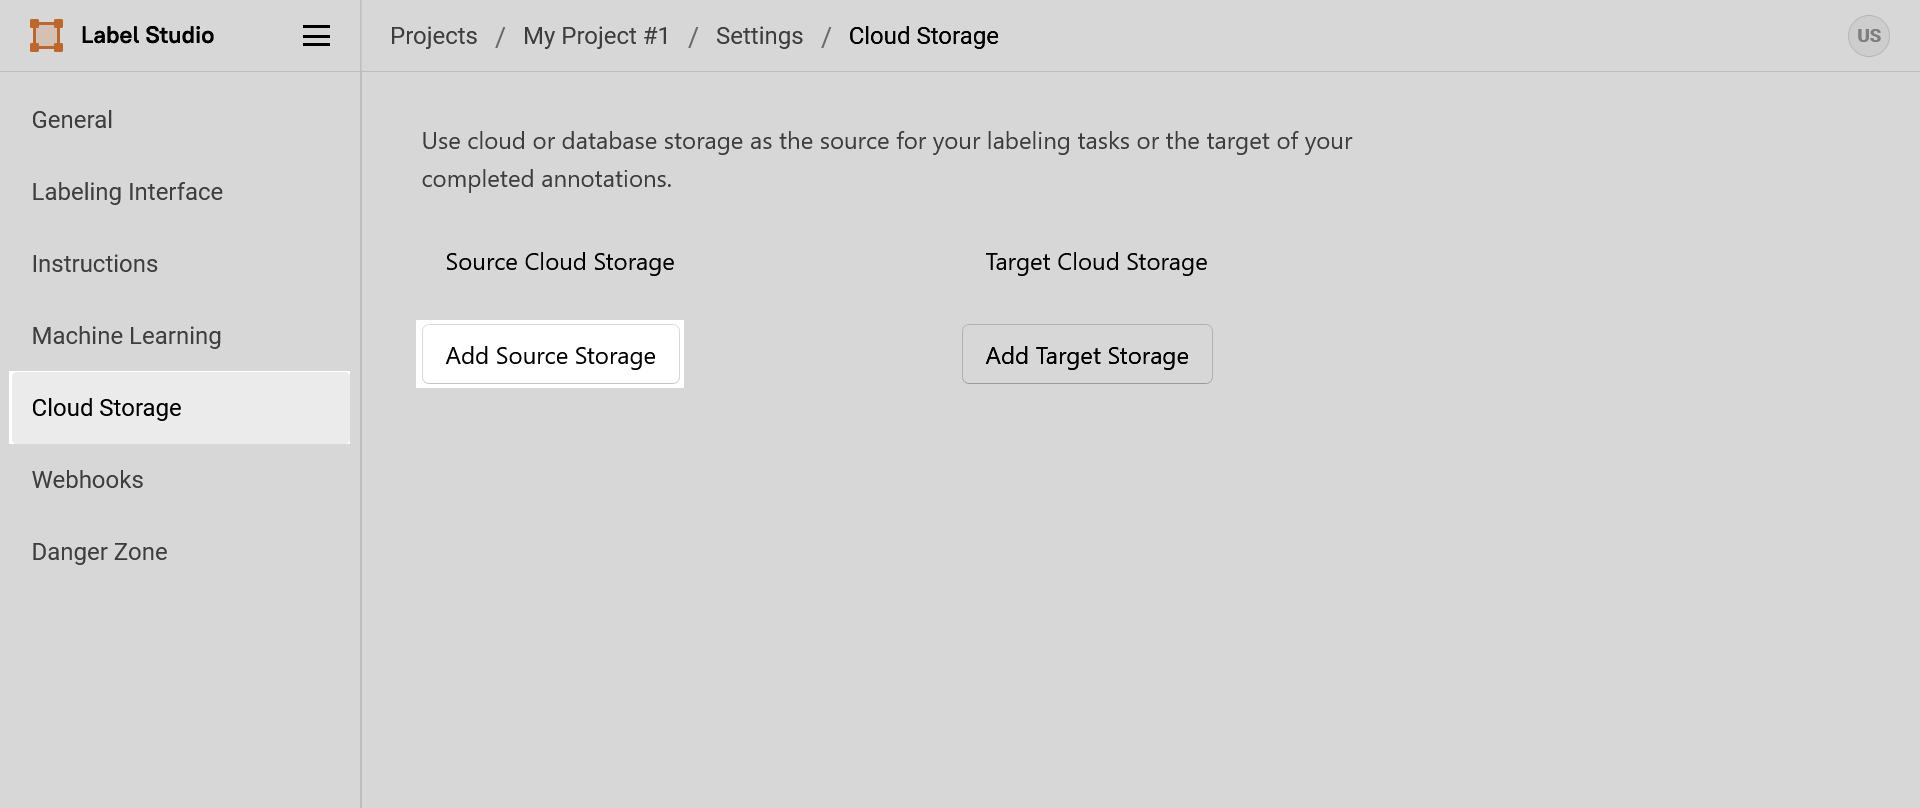 Label Studio
Projects / My Project #1 / Settings / Cloud Storage
US
General
Labeling Interface
Instructions
Machine Learning
Cloud Storage
Webhooks
Danger Zone
Use cloud or database storage as the source for your labeling tasks or the target of your
completed annotations.
Source Cloud Storage
Add Source Storage
Target Cloud Storage
Add Target Storage